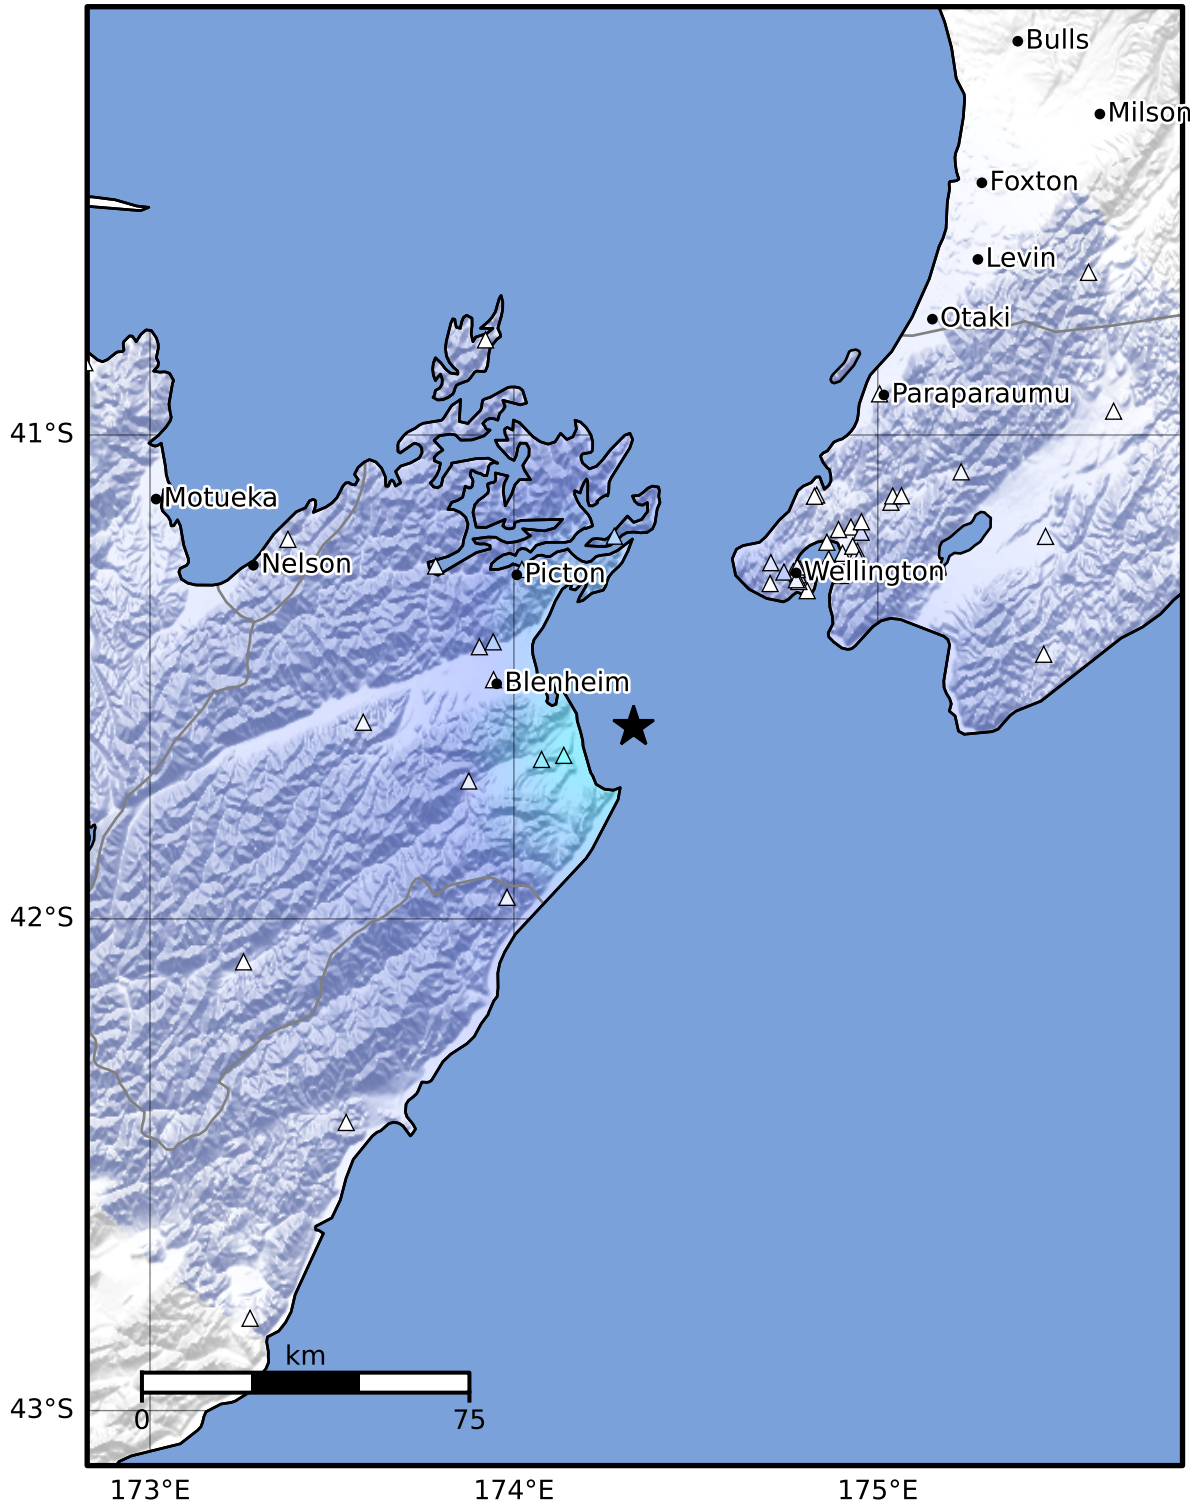 Bulls
Milson
Foxton
Levin
Otaki
Paraparaumu
41°S
Motueka
Nelson
Picton
Wellington
Blenheim
42°S
km
0
75
43°S
173°E
174°E
175°E